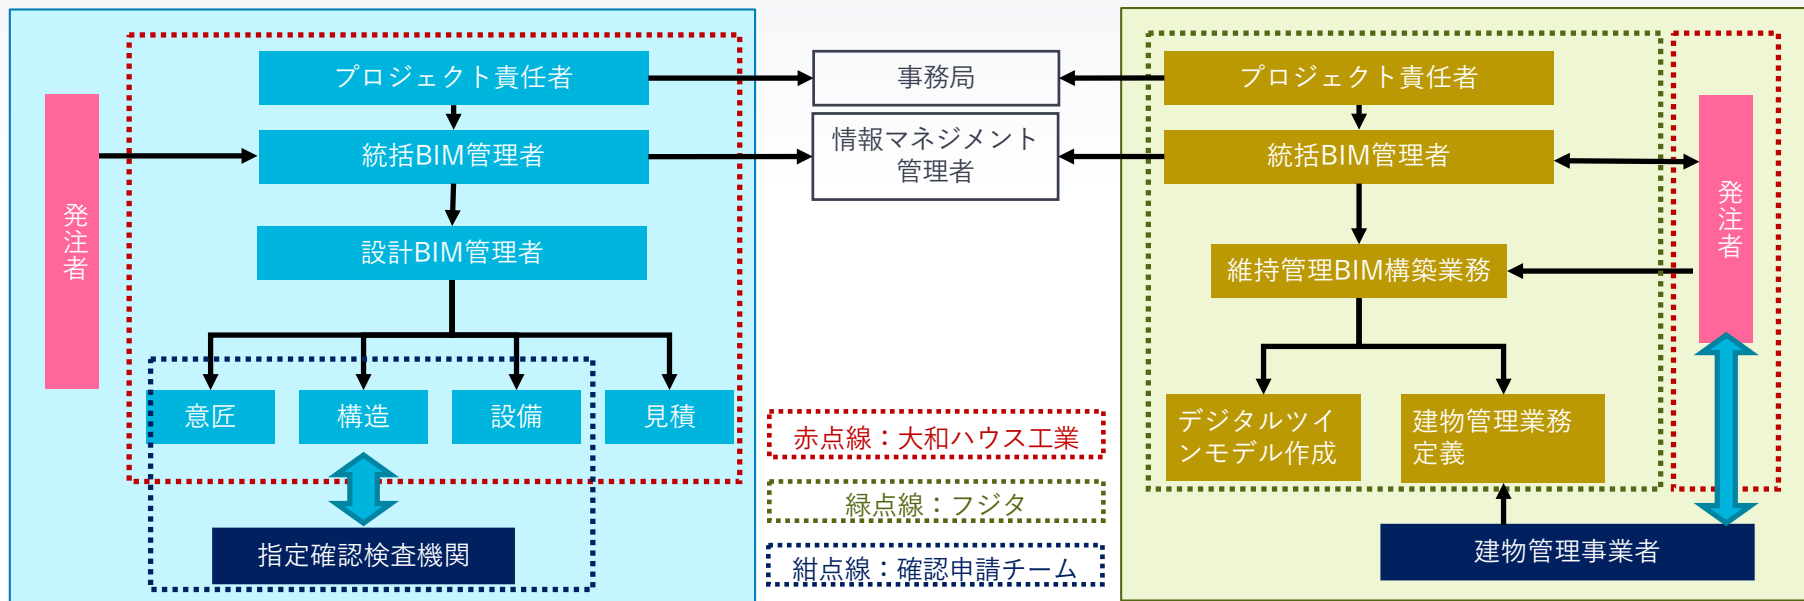 発注者
プロジェクト責任者
統括BIM管理者
設計BIM管理者
意匠
構造
設備
見積
指定確認検査機関
事務局
情報マネジメント
管理者
赤点線：大和ハウス工業
緑点線：フジタ
紺点線：確認申請チーム
プロジェクト責任者
統括BIM管理者
維持管理BIM構築業務
デジタルツイ
ンモデル作成
建物管理業務
定義
発注者
建物管理事業者